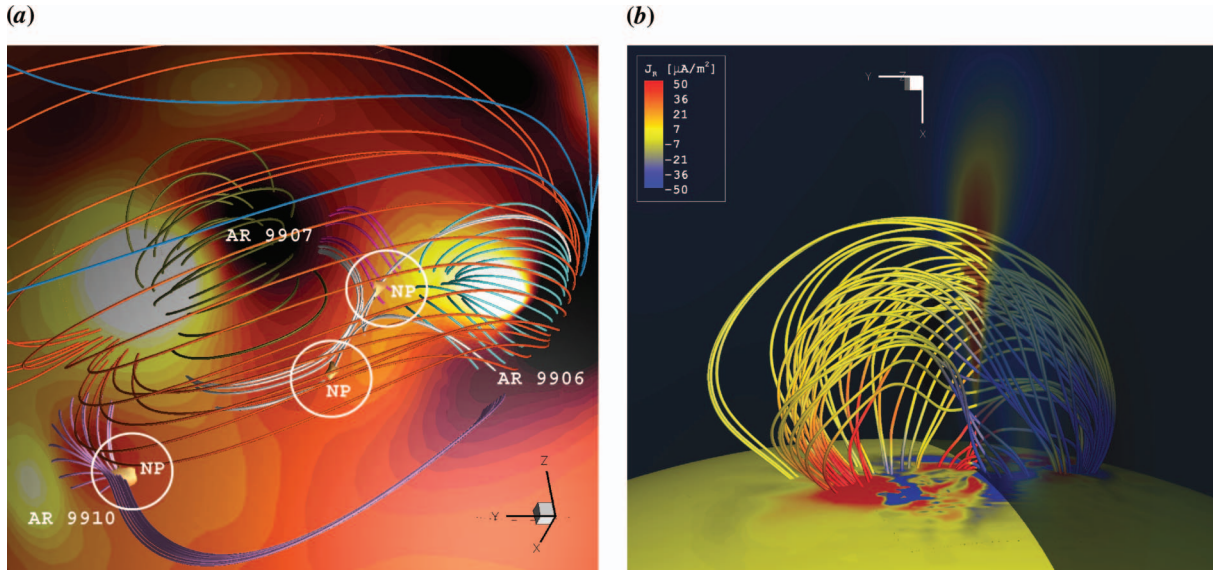 (a)
AR 9907
NP
NP
AR 9906
NP
AR 9910
Z
Y
X
(b)
J_R [μA/m²]
50
36
21
7
-7
-21
-36
-50
Y
Z
X